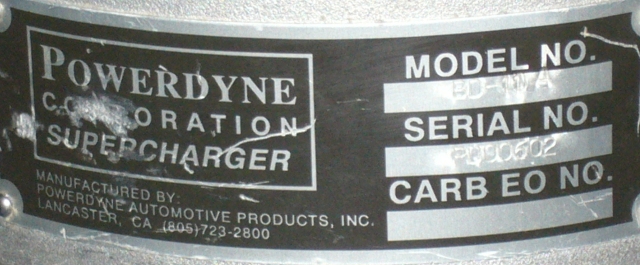 POWERDYNE
CORPORATION
SUPERCHARGER
MANUFACTURED BY:
POWERDYNE AUTOMOTIVE PRODUCTS, INC.
LANCASTER, CA (805)723-2800
MODEL NO.
SERIAL NO.
CARB EO NO.